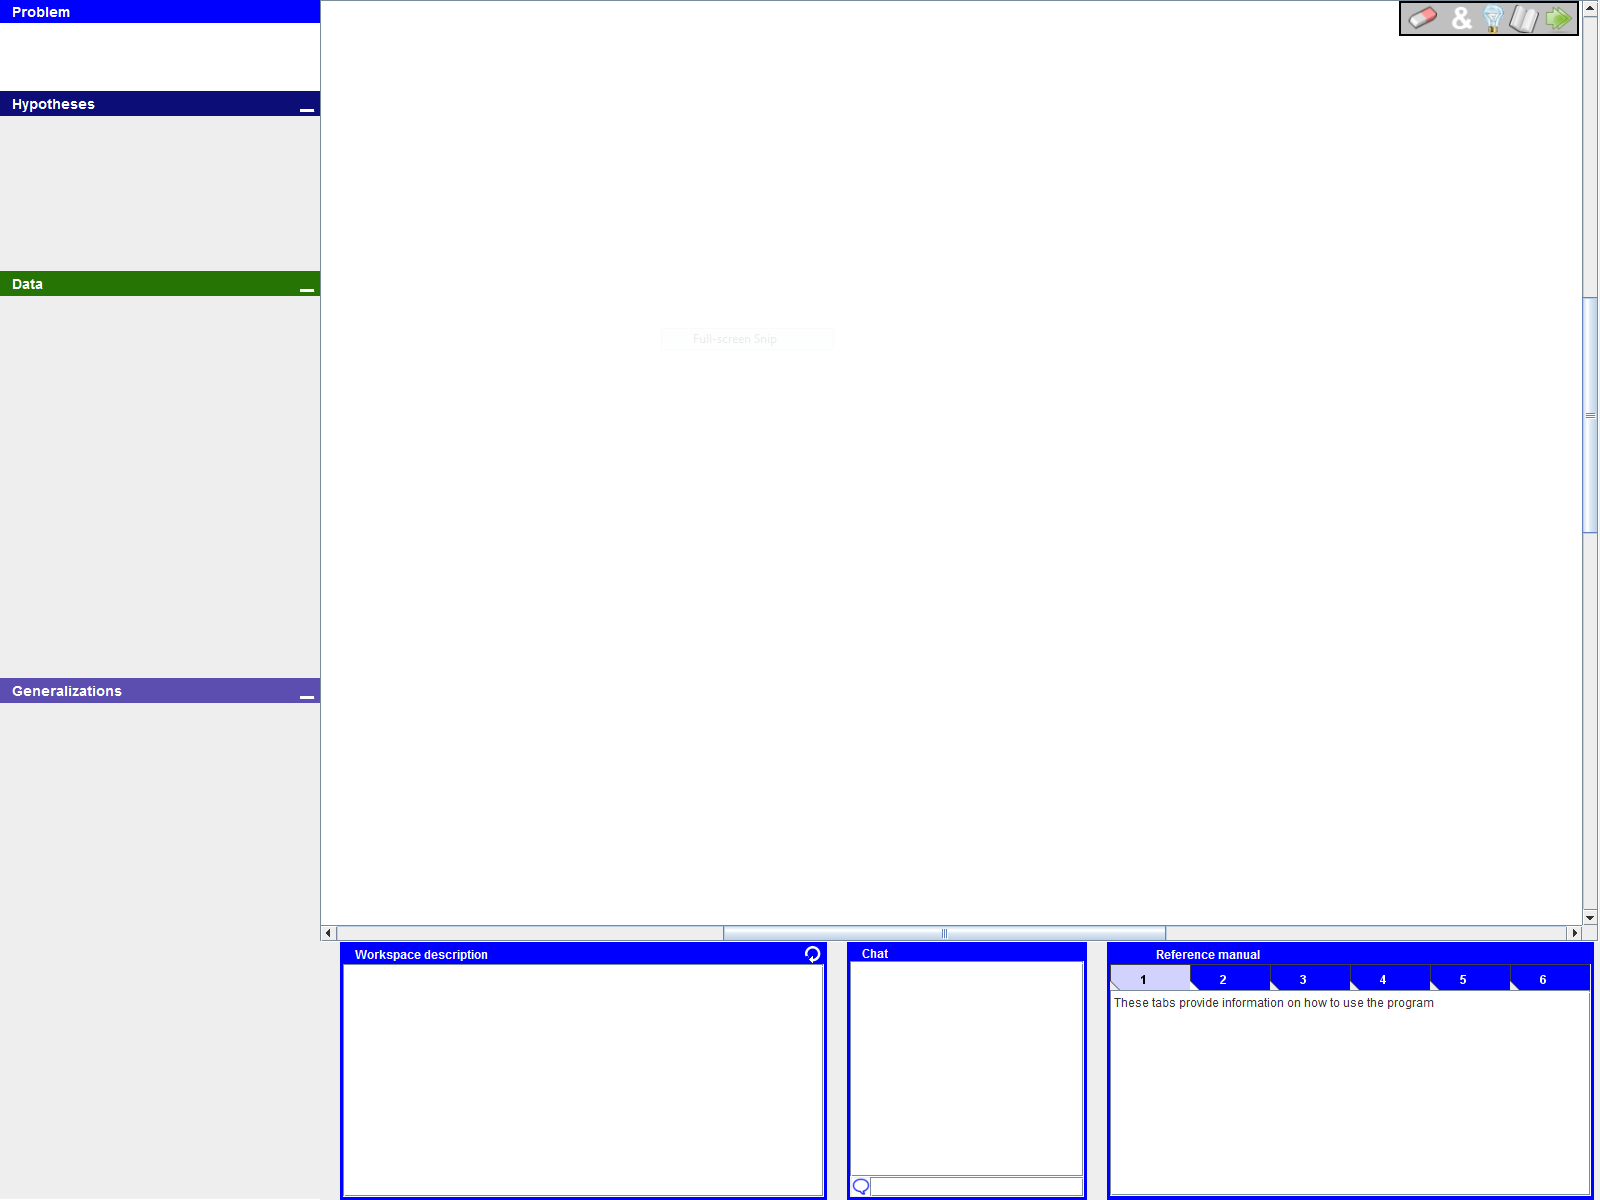 Problem
Hypotheses
Data
Generalizations
&
Full-screen Snip
Workspace description
Chat
Reference manual
1 2 3 4 5 6
These tabs provide information on how to use the program